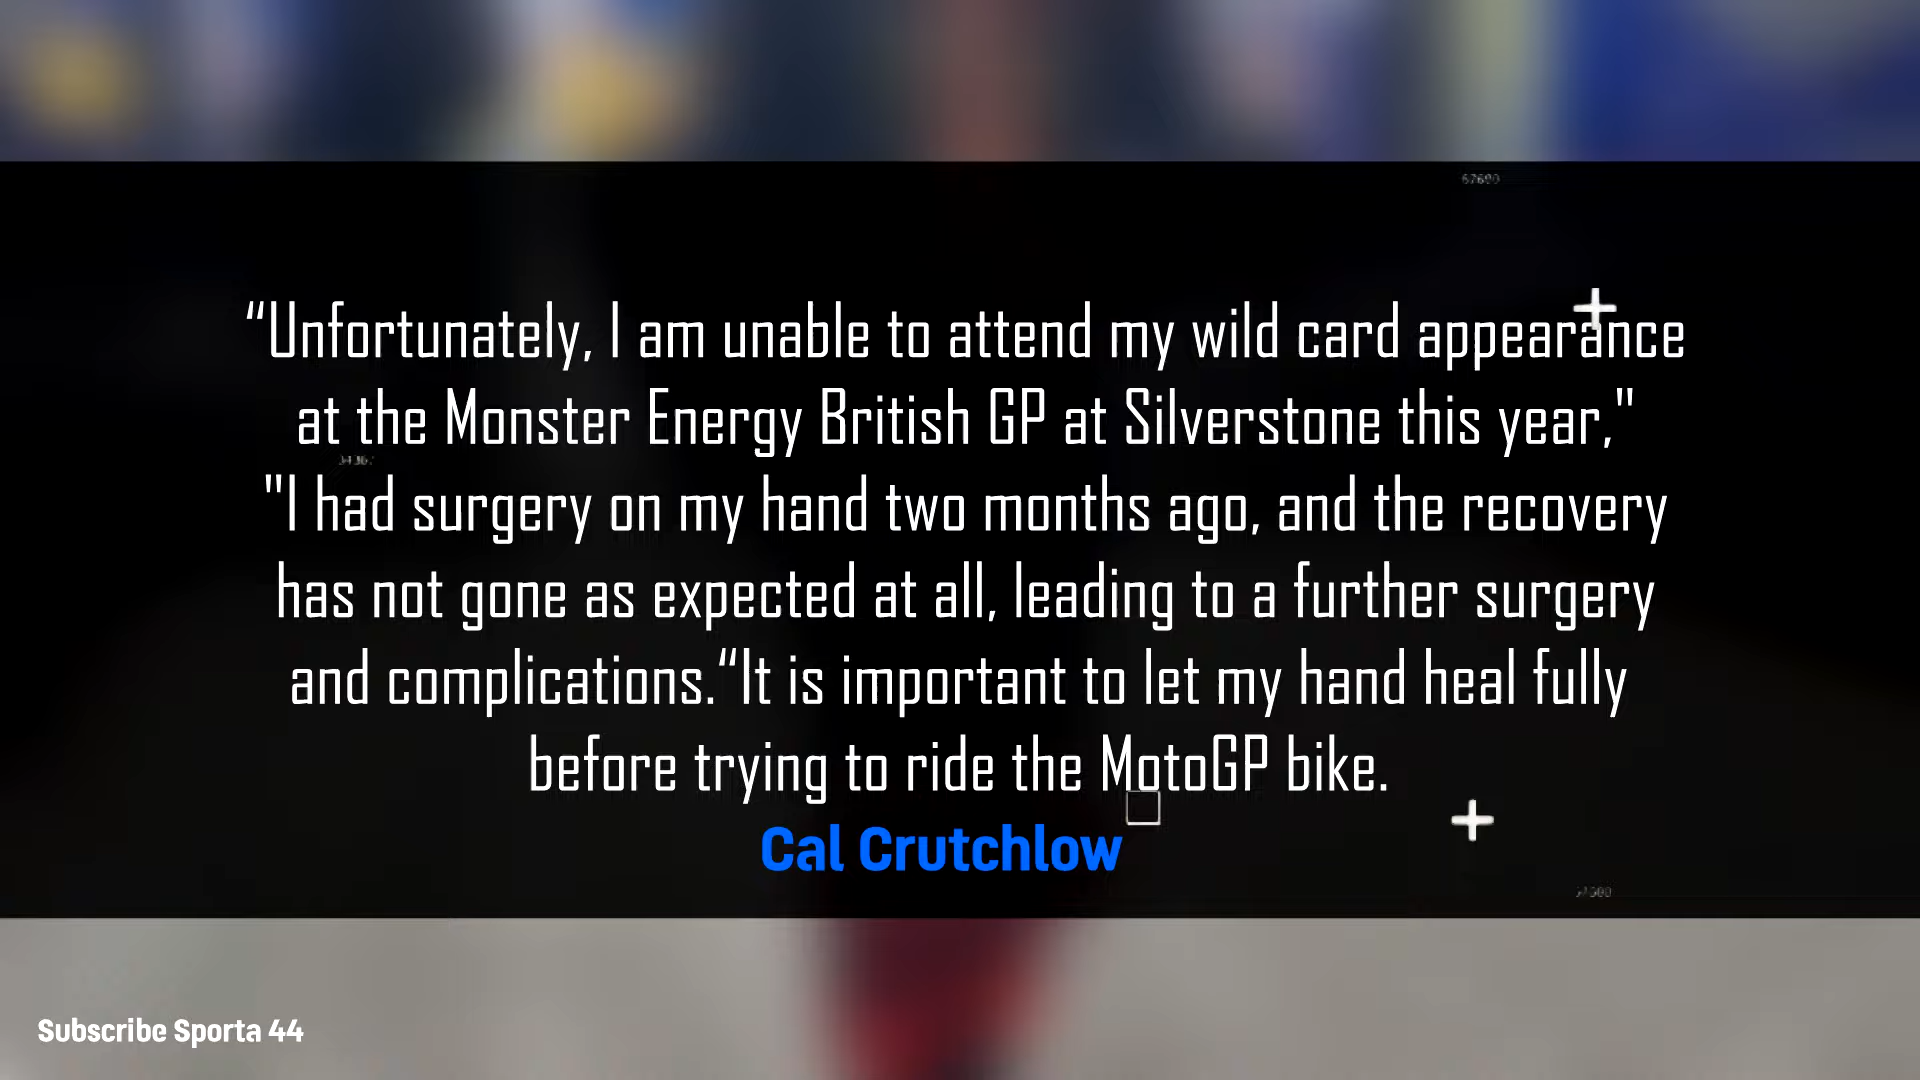 “Unfortunately, I am unable to attend my wild card appearance
at the Monster Energy British GP at Silverstone this year,"
"I had surgery on my hand two months ago, and the recovery
has not gone as expected at all, leading to a further surgery
and complications.“It is important to let my hand heal fully
before trying to ride the MotoGP bike.
Cal Crutchlow
Subscribe Sporta 44